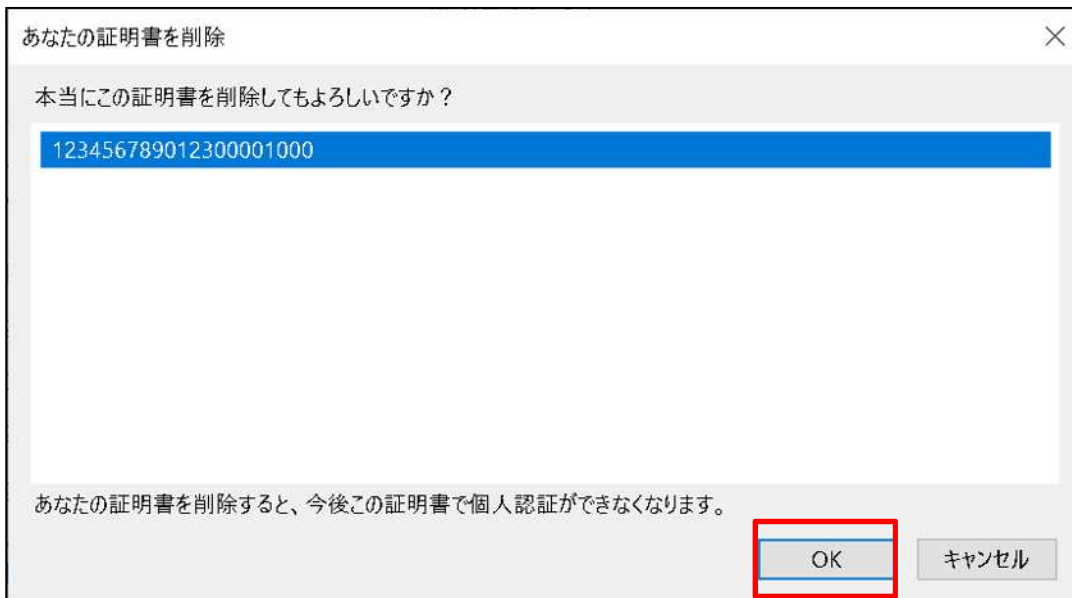 あなたの証明書を削除
本当にこの証明書を削除してもよろしいですか？
123456789012300001000
あなたの証明書を削除すると、今後この証明書で個人認証ができなくなります。
OK
キャンセル